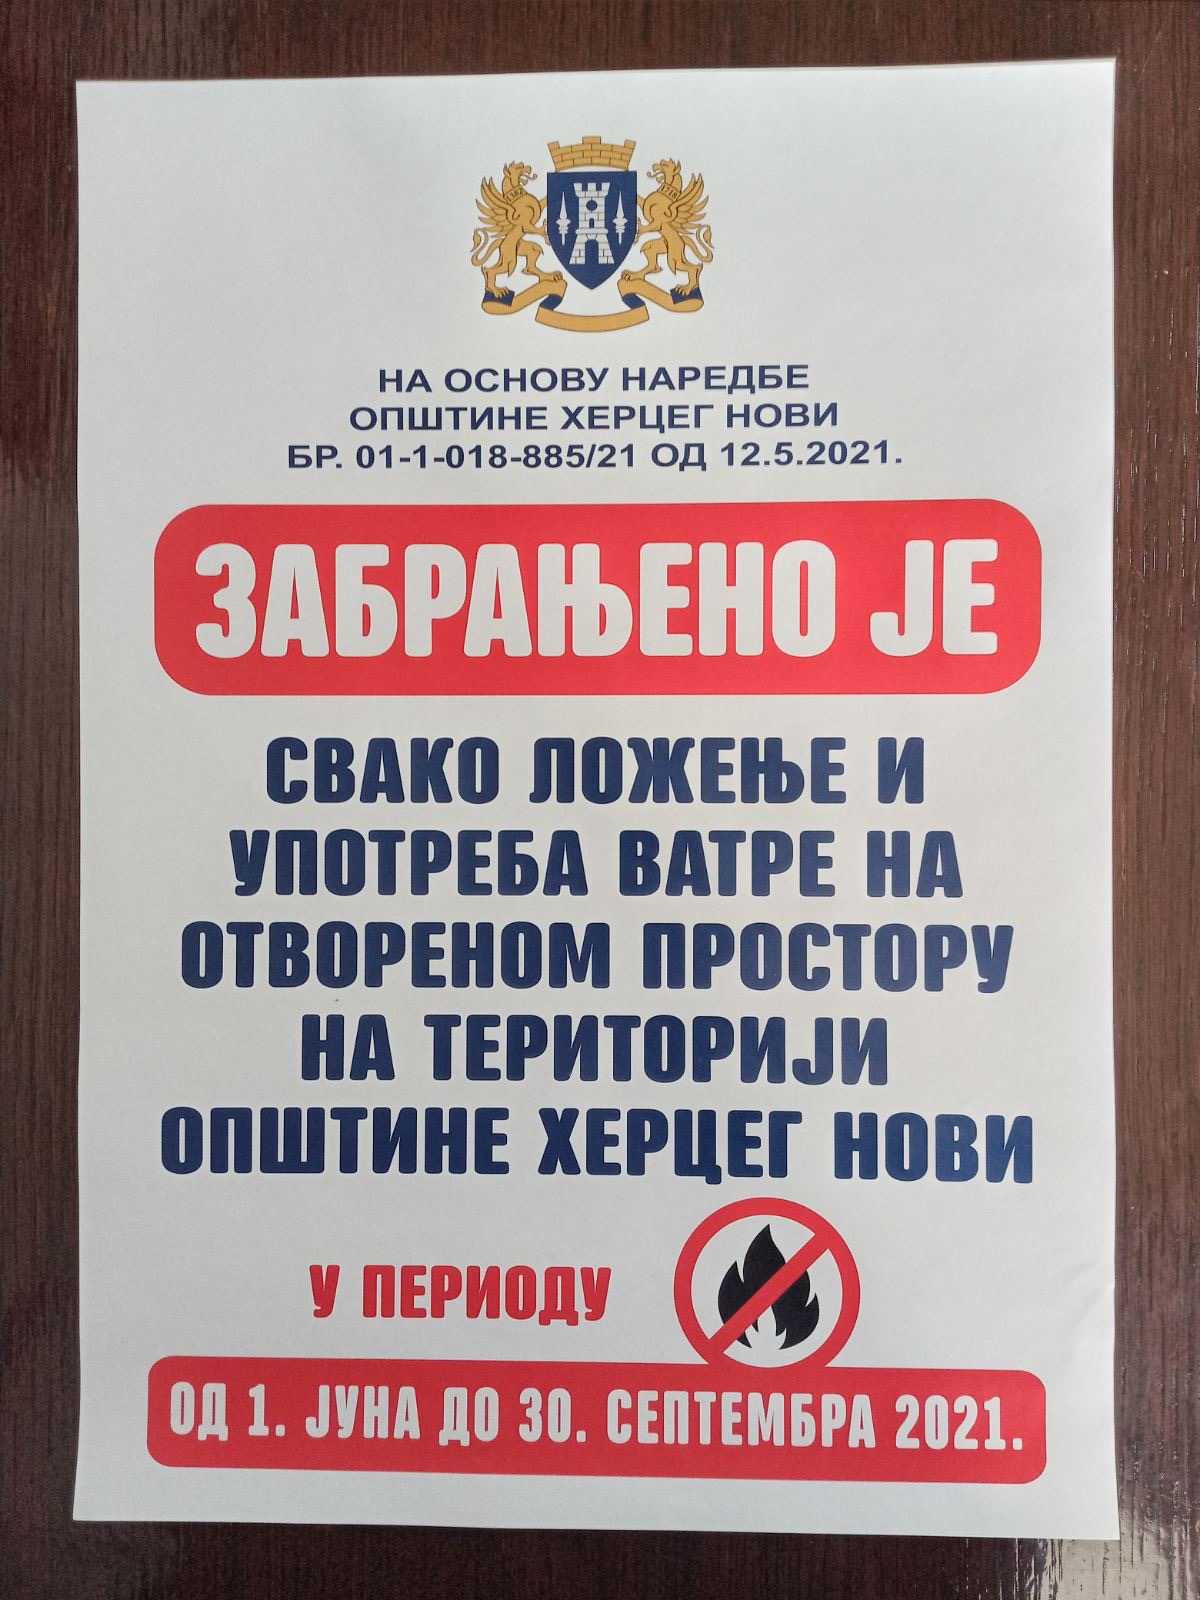 НА ОСНОВУ НАРЕДБЕ
ОПШТИНЕ ХЕРЦЕГ НОВИ
БР. 01-1-018-885/21 ОД 12.5.2021.
ЗАБРАЊЕНО ЈЕ
СВАКО ЛОЖЕЊЕ И
УПОТРЕБА ВАТРЕ НА
ОТВОРЕНОМ ПРОСТОРУ
НА ТЕРИТОРИЈИ
ОПШТИНЕ ХЕРЦЕГ НОВИ
У ПЕРИОДУ
ОД 1. ЈУНА ДО 30. СЕПТЕМБРА 2021.